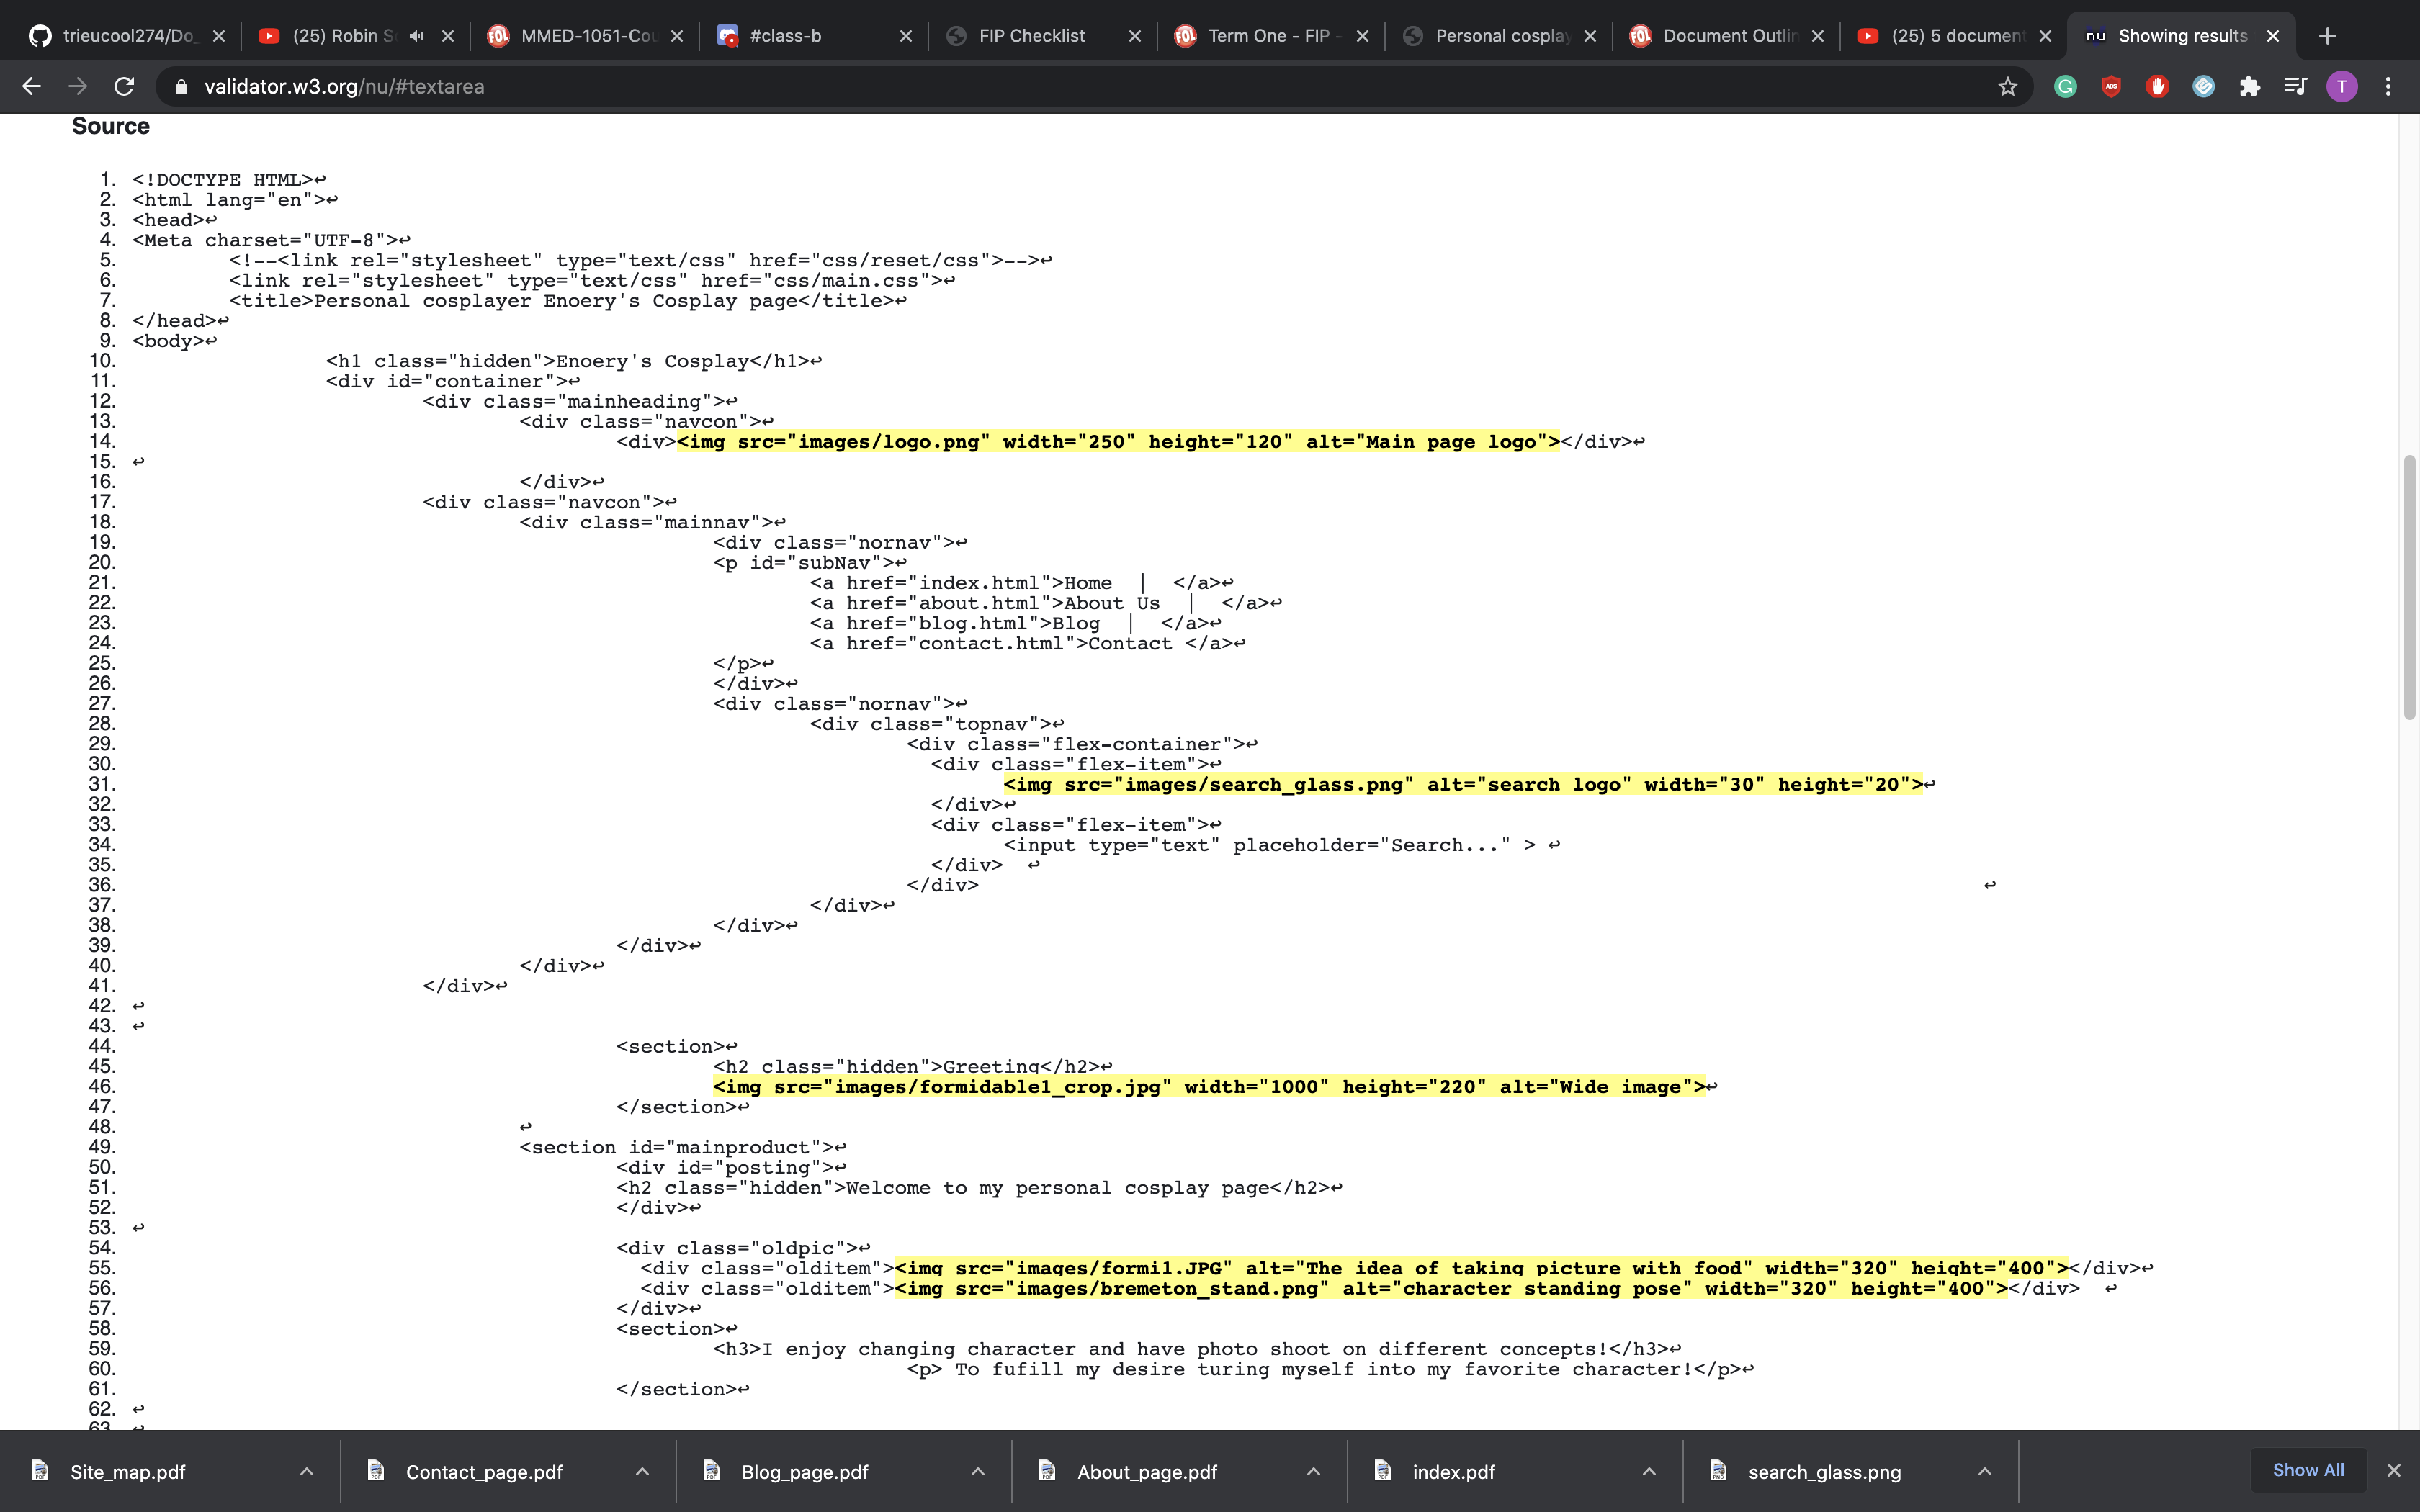 trieucool274/Do_
(25) Robin S
MMED-1051-Cou
#class-b
FIP Checklist
Term One - FIP -
Personal cosplay
Document Outlin
(25) 5 document
nu Showing results
validator.w3.org/nu/#textarea
T
Source
1. <!DOCTYPE HTML>↩
2. <html lang="en">↩
3. <head>↩
4. <Meta charset="UTF-8">↩
5. <!--<link rel="stylesheet" type="text/css" href="css/reset/css">-->↩
6. <link rel="stylesheet" type="text/css" href="css/main.css">↩
7. <title>Personal cosplayer Enoery's Cosplay page</title>↩
8. </head>↩
9. <body>↩
10. <h1 class="hidden">Enoery's Cosplay</h1>↩
11. <div id="container">↩
12. <div class="mainheading">↩
13. <div class="navcon">↩
14. <div><img src="images/logo.png" width="250" height="120" alt="Main page logo"></div>↩
15. ↩
16. </div>↩
17. <div class="navcon">↩
18. <div class="mainnav">↩
19. <div class="nornav">↩
20. <p id="subNav">↩
21. <a href="index.html">Home | </a>↩
22. <a href="about.html">About Us | </a>↩
23. <a href="blog.html">Blog | </a>↩
24. <a href="contact.html">Contact </a>↩
25. </p>↩
26. </div>↩
27. <div class="nornav">↩
28. <div class="topnav">↩
29. <div class="flex-container">↩
30. <div class="flex-item">↩
31. <img src="images/search_glass.png" alt="search logo" width="30" height="20">↩
32. </div>↩
33. <div class="flex-item">↩
34. <input type="text" placeholder="Search..." > ↩
35. </div> ↩
36. </div> ↩
37. </div>↩
38. </div>↩
39. </div>↩
40. </div>↩
41. </div>↩
42. ↩
43. ↩
44. <section>↩
45. <h2 class="hidden">Greeting</h2>↩
46. <img src="images/formidable1_crop.jpg" width="1000" height="220" alt="Wide image">↩
47. </section>↩
48. ↩
49. <section id="mainproduct">↩
50. <div id="posting">↩
51. <h2 class="hidden">Welcome to my personal cosplay page</h2>↩
52. </div>↩
53. ↩
54. <div class="oldpic">↩
55. <div class="olditem"><img src="images/formi1.JPG" alt="The idea of taking picture with food" width="320" height="400"></div>↩
56. <div class="olditem"><img src="images/bremeton_stand.png" alt="character standing pose" width="320" height="400"></div> ↩
57. </div>↩
58. <section>↩
59. <h3>I enjoy changing character and have photo shoot on different concepts!</h3>↩
60. <p> To fufill my desire turing myself into my favorite character!</p>↩
61. </section>↩
62. ↩
63. ↩
Site_map.pdf
Contact_page.pdf
Blog_page.pdf
About_page.pdf
index.pdf
search_glass.png
Show All